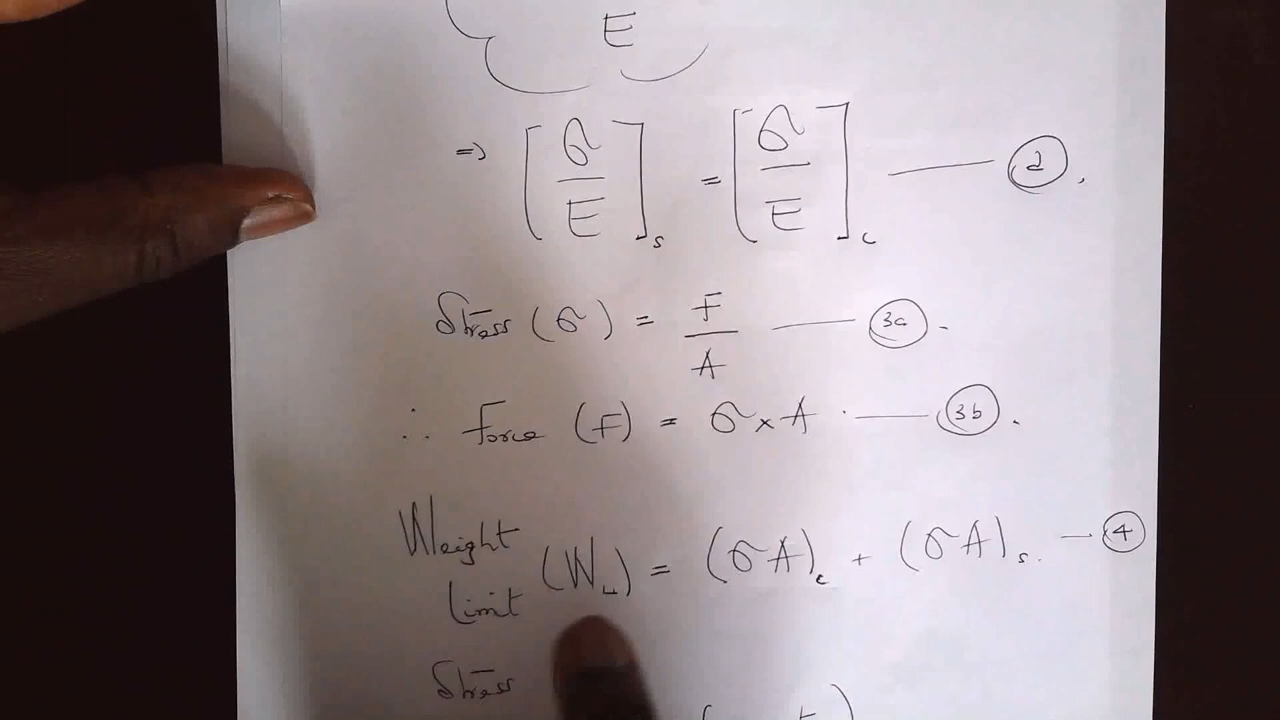 E
=> [σ/E]s = [σ/E]c —— 2.
Stress (σ) = F/A —— 3a.
∴ Force (F) = σ × A . —— 3b.
Weight Limit (WL) = (σA)c + (σA)s. — 4
Stress